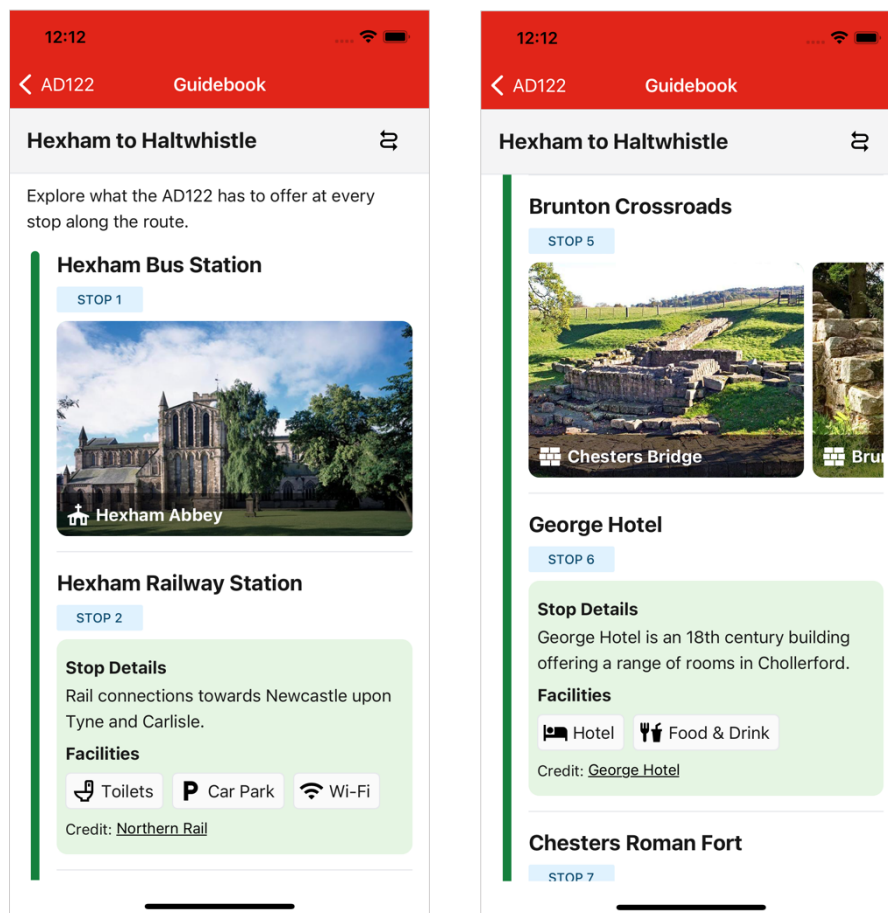 12:12
AD122
Guidebook
Hexham to Haltwhistle
Explore what the AD122 has to offer at every
stop along the route.
Hexham Bus Station
STOP 1
Hexham Abbey
Hexham Railway Station
STOP 2
Stop Details
Rail connections towards Newcastle upon
Tyne and Carlisle.
Facilities
Toilets
P Car Park
Wi-Fi
Credit: Northern Rail
12:12
AD122
Guidebook
Hexham to Haltwhistle
Brunton Crossroads
STOP 5
Chesters Bridge
George Hotel
STOP 6
Stop Details
George Hotel is an 18th century building
offering a range of rooms in Chollerford.
Facilities
Hotel
Food & Drink
Credit: George Hotel
Chesters Roman Fort
STOP 7